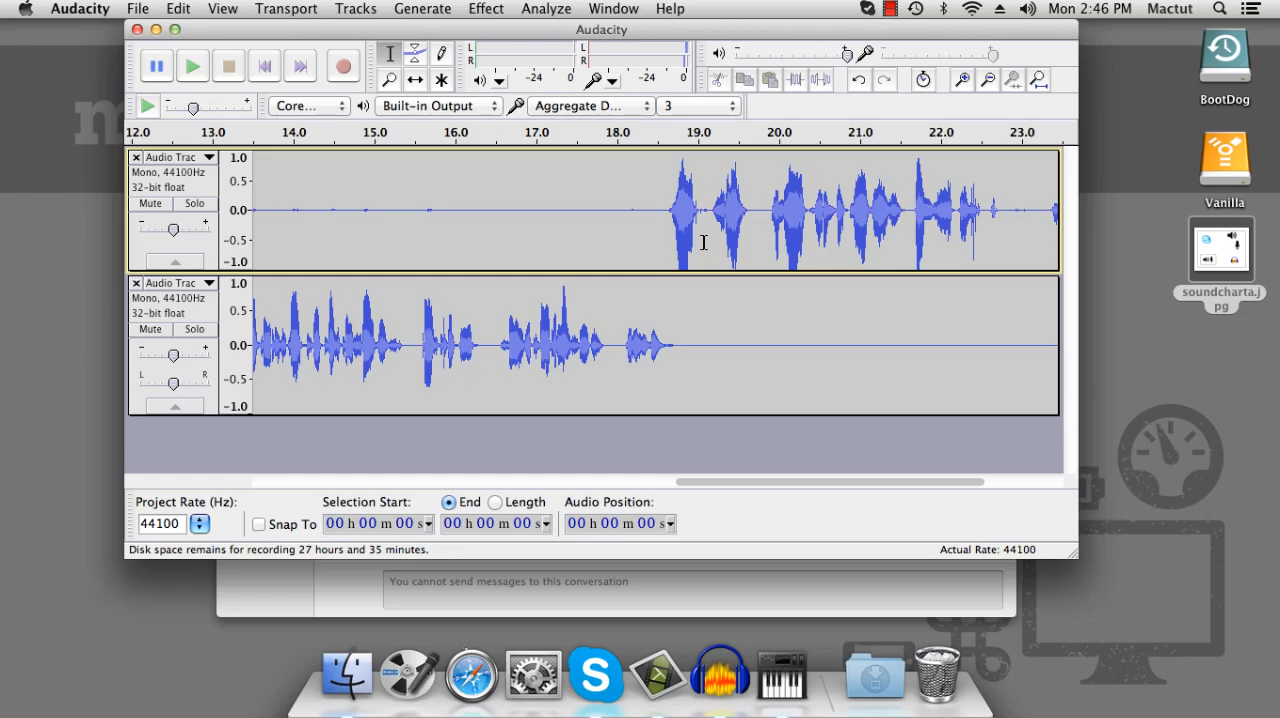 Audacity File Edit View Transport Tracks Generate Effect Analyze Window Help Mon 2:46 PM Mactut
Audacity
L
R
-24 0
L
R
-24 0
Core... Built-in Output Aggregate D... 3
12.0 13.0 14.0 15.0 16.0 17.0 18.0 19.0 20.0 21.0 22.0 23.0
Audio Trac
Mono, 44100Hz
32-bit float
Mute Solo
- +
1.0
0.5
0.0
-0.5
-1.0
Audio Trac
Mono, 44100Hz
32-bit float
Mute Solo
- +
L R
1.0
0.5
0.0
-0.5
-1.0
Project Rate (Hz): Selection Start: End Length Audio Position:
44100 Snap To 00 h 00 m 00 s 00 h 00 m 00 s 00 h 00 m 00 s
Disk space remains for recording 27 hours and 35 minutes. Actual Rate: 44100
You cannot send messages to this conversation
BootDog
Vanilla
soundcharta.j
pg